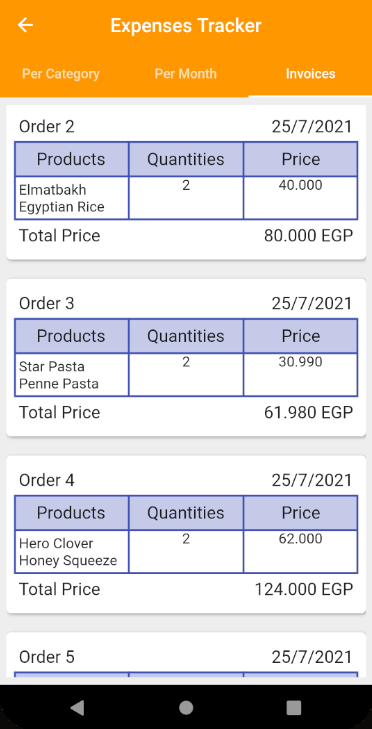 Expenses Tracker
Per Category Per Month Invoices
Order 2 25/7/2021
Products Quantities Price
Elmatbakh 2 40.000
Egyptian Rice
Total Price 80.000 EGP
Order 3 25/7/2021
Products Quantities Price
Star Pasta 2 30.990
Penne Pasta
Total Price 61.980 EGP
Order 4 25/7/2021
Products Quantities Price
Hero Clover 2 62.000
Honey Squeeze
Total Price 124.000 EGP
Order 5 25/7/2021